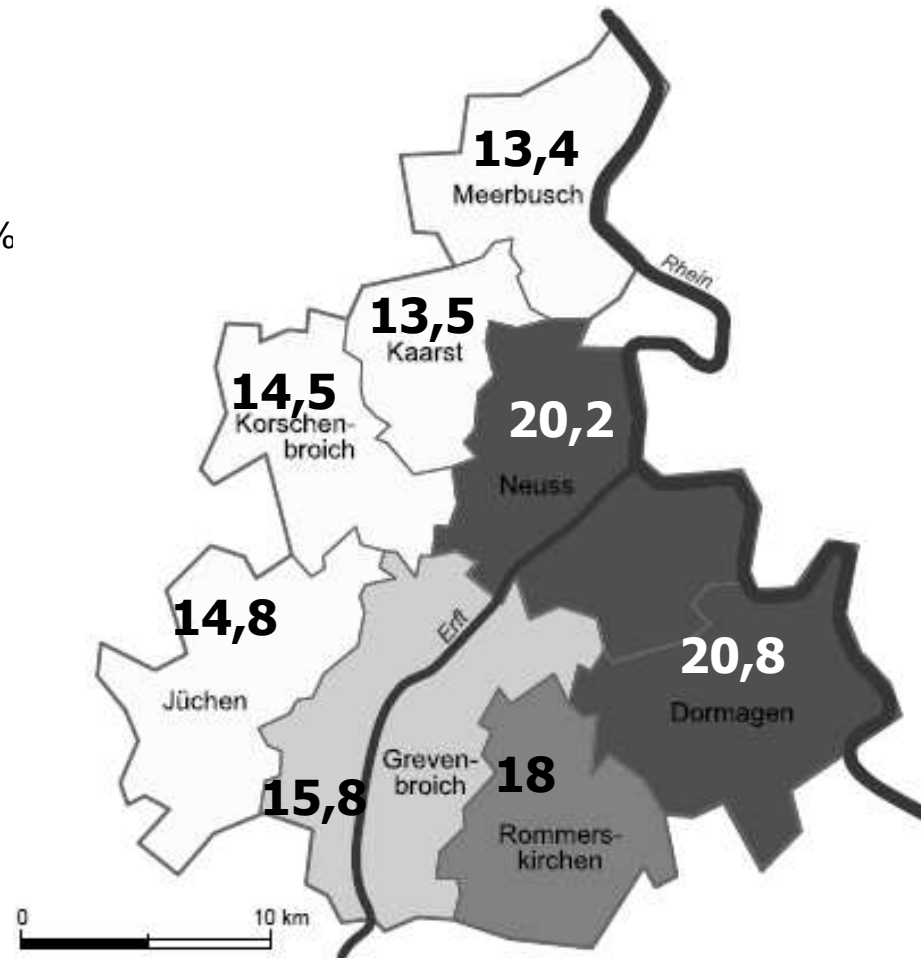 13,4
Meerbusch
%
Rhein
13,5
Kaarst
14,5
Korschen-
broich
20,2
Neuss
14,8
Erft
20,8
Jüchen
Dormagen
Greven-
broich
18
15,8
Rommers-
kirchen
0
10 km